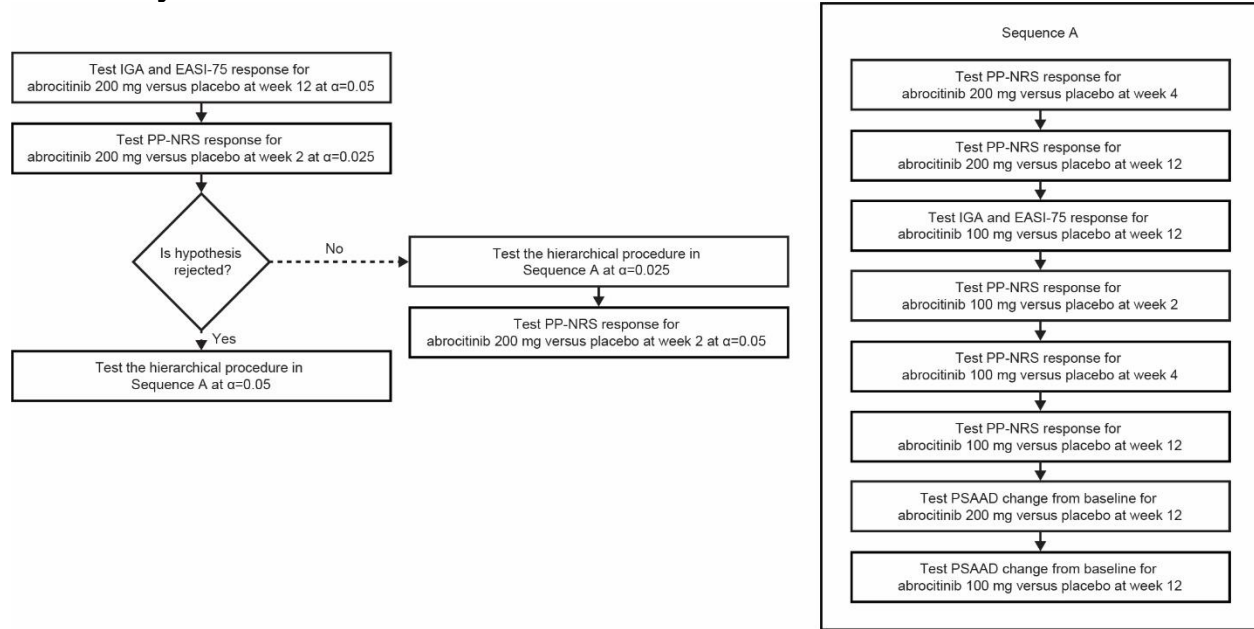 Test IGA and EASI-75 response for
abrocitinib 200 mg versus placebo at week 12 at α=0.05
Test PP-NRS response for
abrocitinib 200 mg versus placebo at week 2 at α=0.025
Is hypothesis
rejected?
No
Test the hierarchical procedure in
Sequence A at α=0.025
Test PP-NRS response for
abrocitinib 200 mg versus placebo at week 2 at α=0.05
Yes
Test the hierarchical procedure in
Sequence A at α=0.05
Sequence A
Test PP-NRS response for
abrocitinib 200 mg versus placebo at week 4
Test PP-NRS response for
abrocitinib 200 mg versus placebo at week 12
Test IGA and EASI-75 response for
abrocitinib 100 mg versus placebo at week 12
Test PP-NRS response for
abrocitinib 100 mg versus placebo at week 2
Test PP-NRS response for
abrocitinib 100 mg versus placebo at week 4
Test PP-NRS response for
abrocitinib 100 mg versus placebo at week 12
Test PSAAD change from baseline for
abrocitinib 200 mg versus placebo at week 12
Test PSAAD change from baseline for
abrocitinib 100 mg versus placebo at week 12